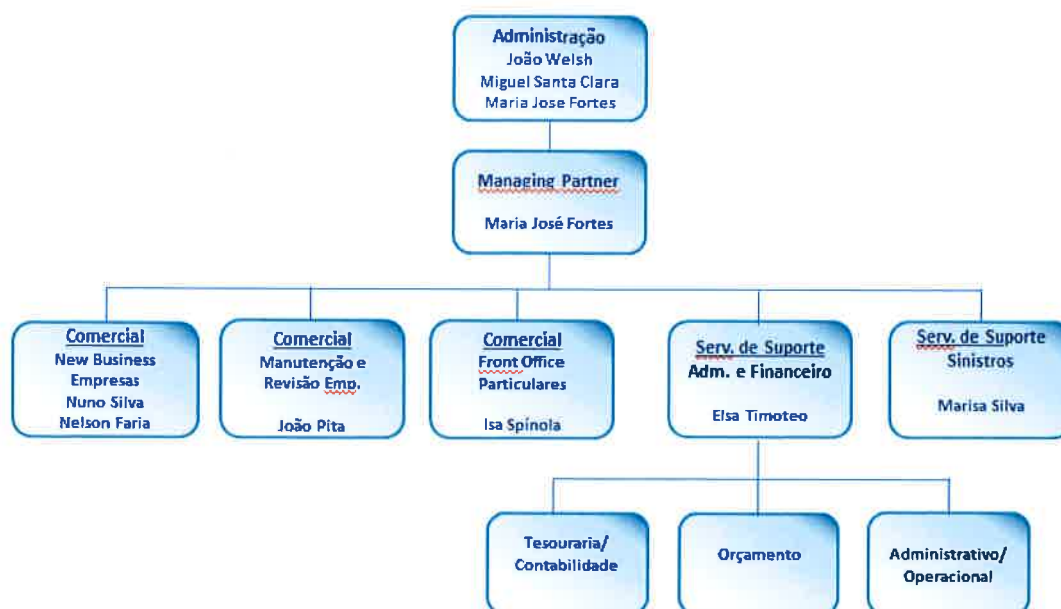 Administração
João Welsh
Miguel Santa Clara
Maria Jose Fortes
Managing Partner
Maria José Fortes
Comercial
New Business
Empresas
Nuno Silva
Nelson Faria
Comercial
Manutenção e
Revisão Emp.
João Pita
Comercial
Front Office
Particulares
Isa Spínola
Serv. de Suporte
Adm. e Financeiro
Elsa Timoteo
Serv. de Suporte
Sinistros
Marisa Silva
Tesouraria/
Contabilidade
Orçamento
Administrativo/
Operacional